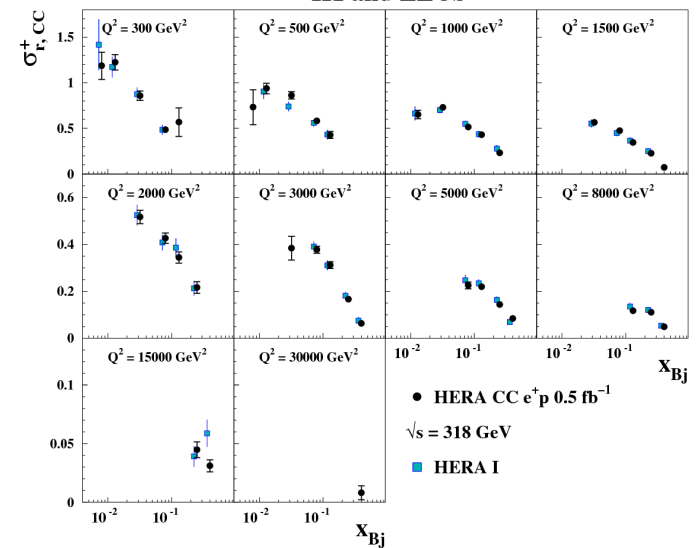 Q² = 300 GeV² Q² = 500 GeV² Q² = 1000 GeV² Q² = 1500 GeV²
σ⁺r, CC
1.5
1
0.5
0
Q² = 2000 GeV² Q² = 3000 GeV² Q² = 5000 GeV² Q² = 8000 GeV²
0.6
0.4
0.2
0
10⁻² 10⁻¹ 10⁻² 10⁻¹
xBj
Q² = 15000 GeV² Q² = 30000 GeV²
0.1
0.05
0
10⁻² 10⁻¹ 10⁻² 10⁻¹
xBj
HERA CC e⁺p 0.5 fb⁻¹
√s = 318 GeV
HERA I